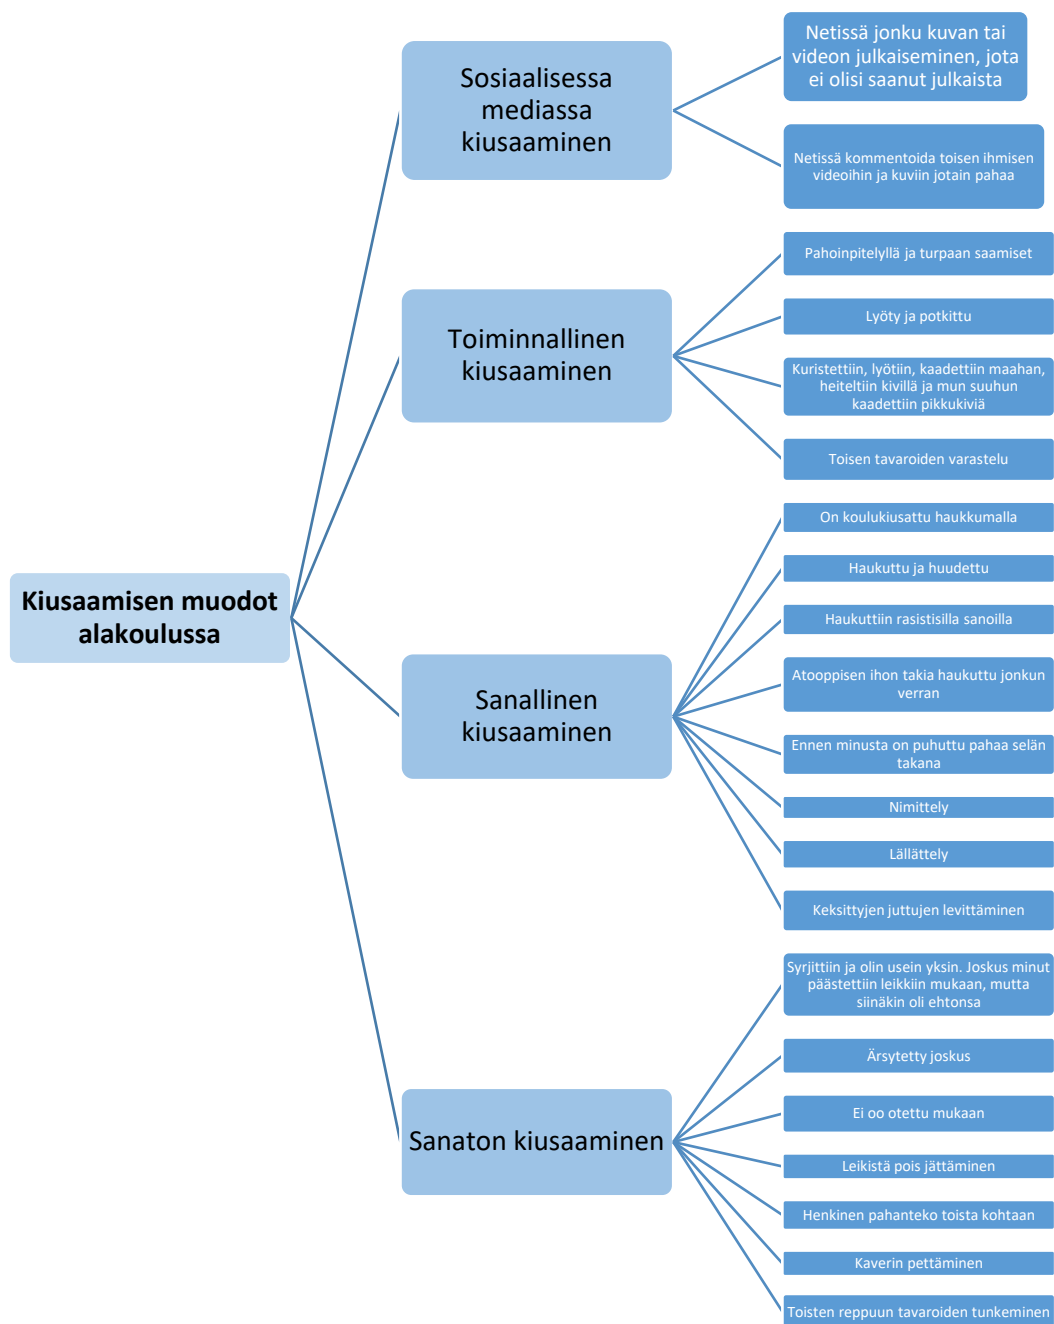 Kiusaamisen muodot
alakoulussa
Sosiaalisessa
mediassa
kiusaaminen
Netissä jonku kuvan tai
videon julkaiseminen, jota
ei olisi saanut julkaista
Netissä kommentoida toisen ihmisen
videoihin ja kuviin jotain pahaa
Toiminnallinen
kiusaaminen
Pahoinpitelyllä ja turpaan saamiset
Lyöty ja potkittu
Kuristettiin, lyötiin, kaadettiin maahan,
heiteltiin kivillä ja mun suuhun
kaadettiin pikkukiviä
Toisen tavaroiden varastelu
Sanallinen
kiusaaminen
On koulukiusattu haukkumalla
Haukuttu ja huudettu
Haukuttiin rasistisilla sanoilla
Atooppisen ihon takia haukuttu jonkun
verran
Ennen minusta on puhuttu pahaa selän
takana
Nimittely
Lällättely
Keksittyjen juttujen levittäminen
Sanaton kiusaaminen
Syrjittiin ja olin usein yksin. Joskus minut
päästettiin leikkiin mukaan, mutta
siinäkin oli ehtonsa
Ärsytetty joskus
Ei oo otettu mukaan
Leikistä pois jättäminen
Henkinen pahanteko toista kohtaan
Kaverin pettäminen
Toisten reppuun tavaroiden tunkeminen